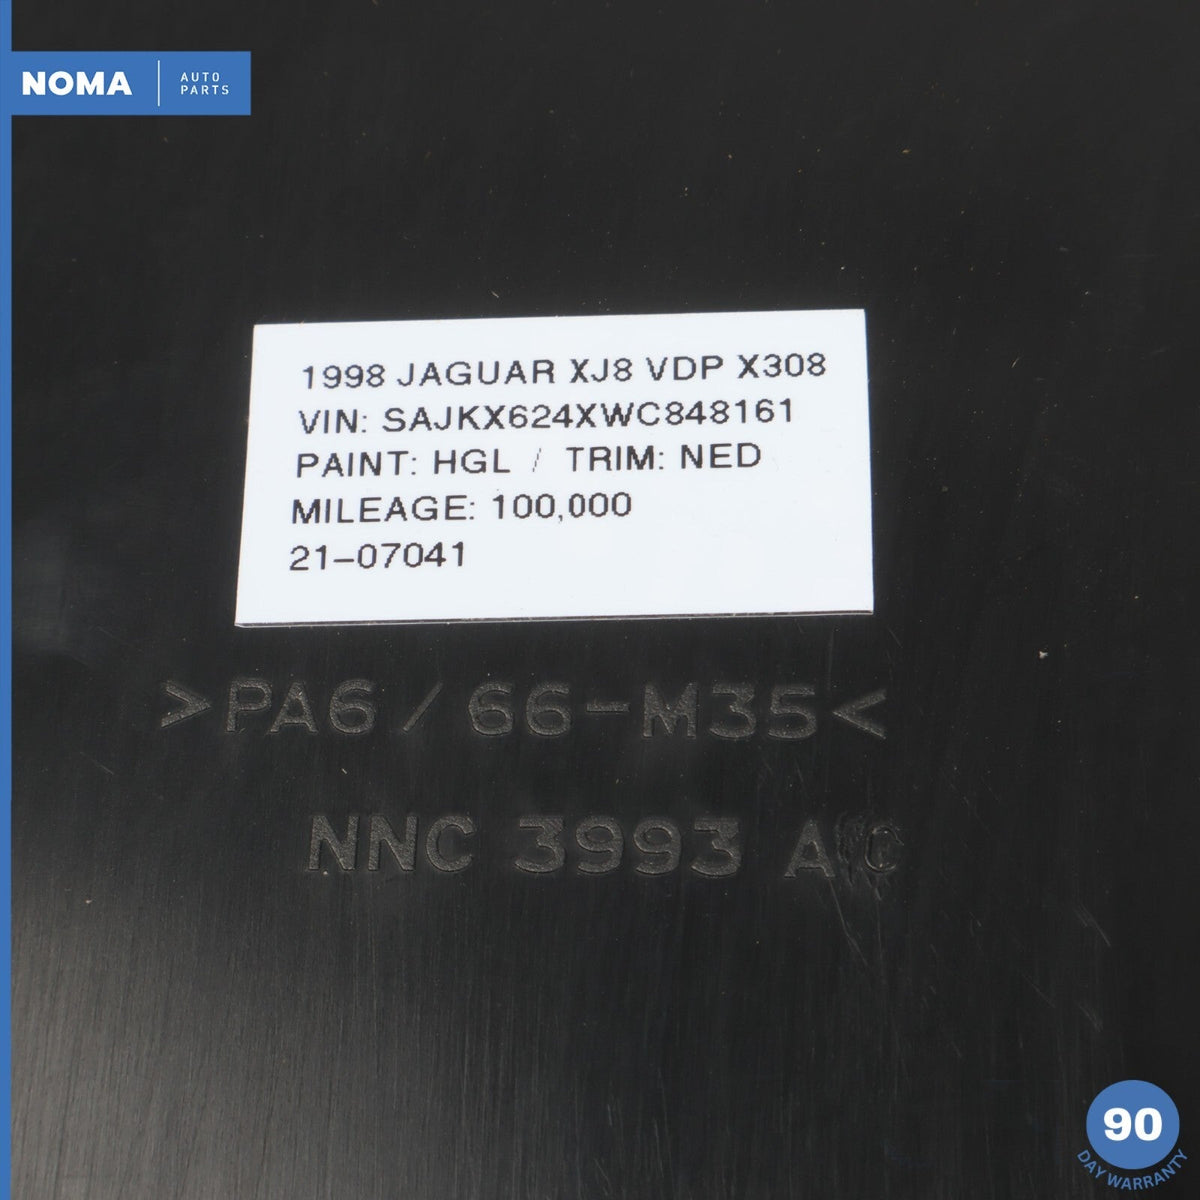 NOMA
AUTO
PARTS
1998 JAGUAR XJ8 VDP X308
VIN: SAJKX624XWC848161
PAINT: HGL / TRIM: NED
MILEAGE: 100,000
21-07041
>PA6 / 66-M35<
NNC 3993 A C
90
DAY WARRANTY